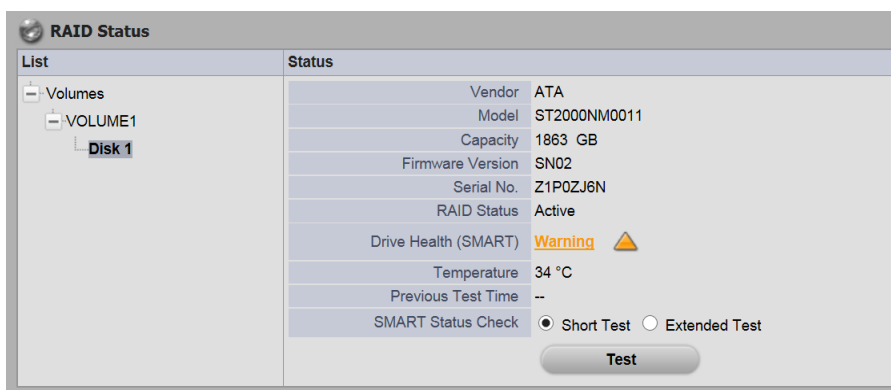 RAID Status
List
Status
Volumes
VOLUME1
Disk 1
Vendor ATA
Model ST2000NM0011
Capacity 1863 GB
Firmware Version SN02
Serial No. Z1P0ZJ6N
RAID Status Active
Drive Health (SMART) Warning
Temperature 34 °C
Previous Test Time --
SMART Status Check Short Test Extended Test
Test